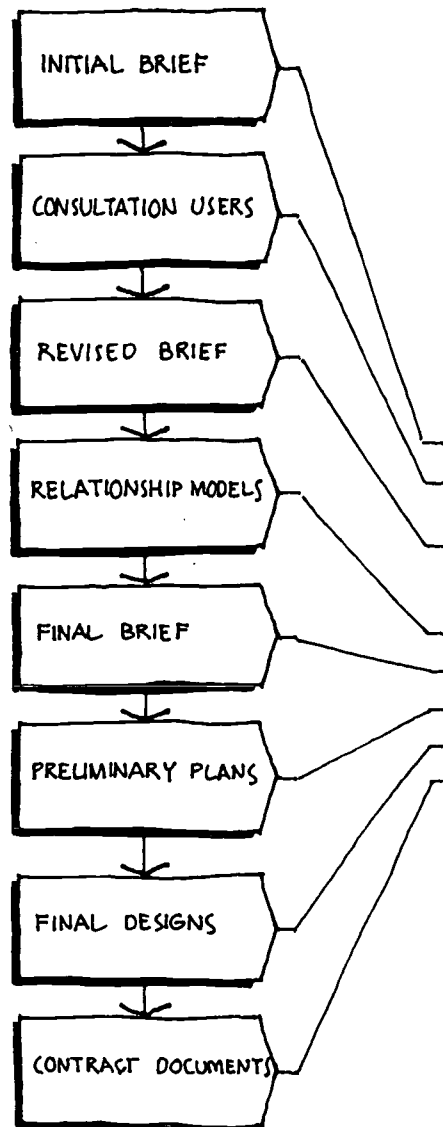 INITIAL BRIEF
CONSULTATION USERS
REVISED BRIEF
RELATIONSHIP MODELS
FINAL BRIEF
PRELIMINARY PLANS
FINAL DESIGNS
CONTRACT DOCUMENTS